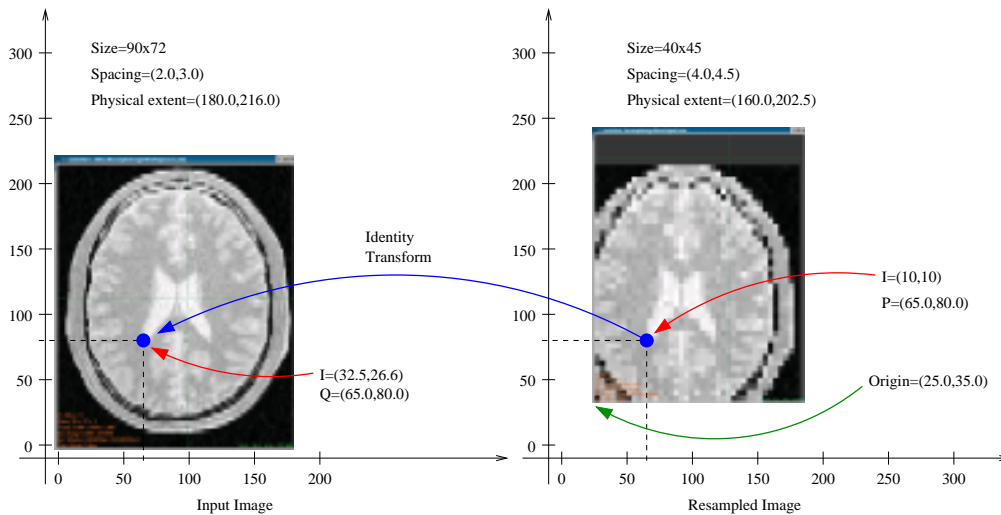 Size=90x72
Spacing=(2.0,3.0)
Physical extent=(180.0,216.0)
300
250
200
150
100
50
0
0 50 100 150 200
Input Image
I=(32.5,26.6)
Q=(65.0,80.0)
Identity
Transform
Size=40x45
Spacing=(4.0,4.5)
Physical extent=(160.0,202.5)
300
250
200
150
100
50
0
0 50 100 150 200 250 300
Resampled Image
I=(10,10)
P=(65.0,80.0)
Origin=(25.0,35.0)